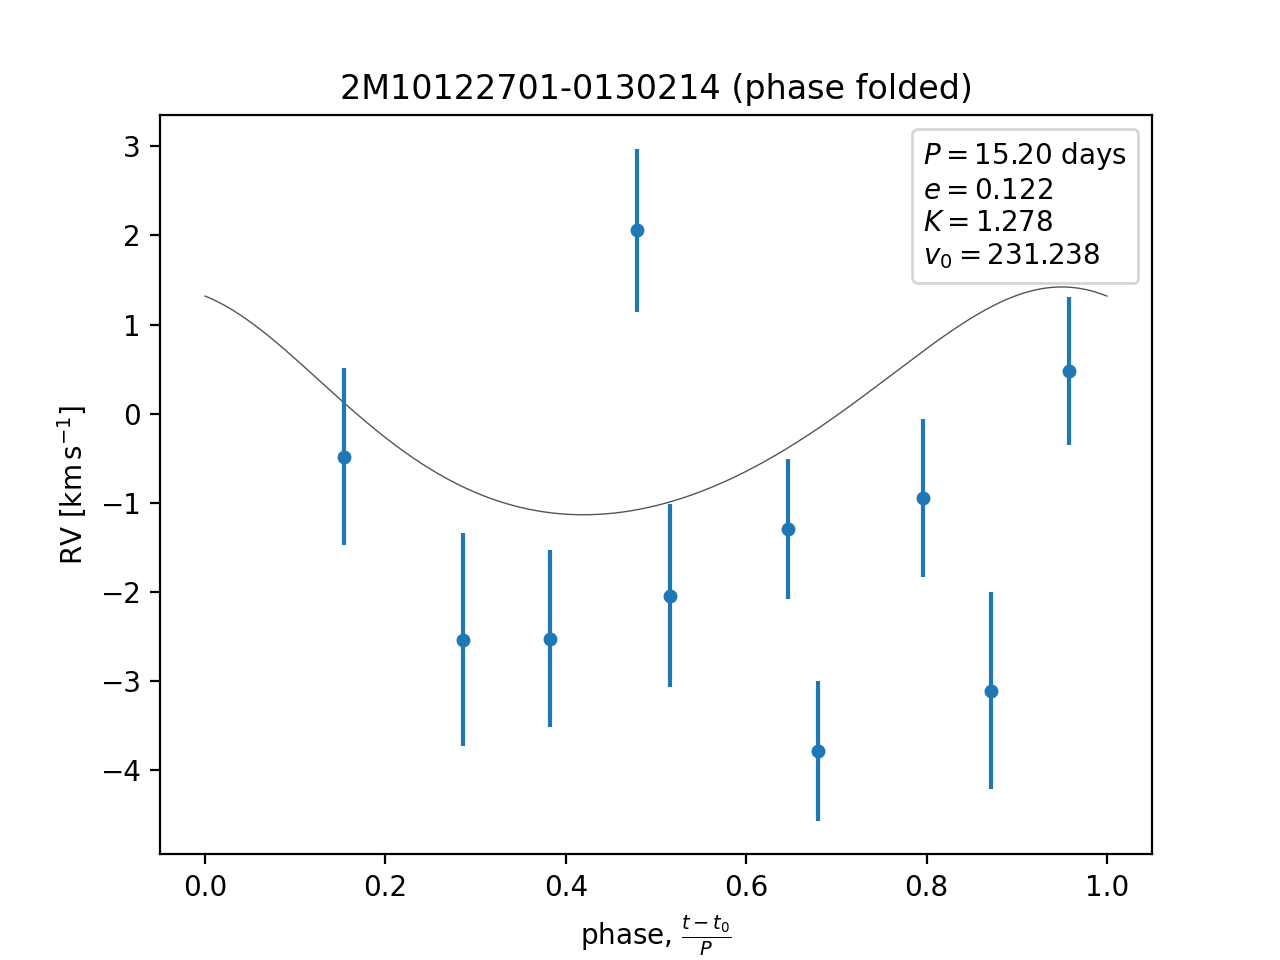 2M10122701-0130214 (phase folded)
P = 15.20 days
e = 0.122
K = 1.278
v₀ = 231.238
RV [km s⁻¹]
3
2
1
0
−1
−2
−3
−4
0.0 0.2 0.4 0.6 0.8 1.0
phase, (t − t₀)/P